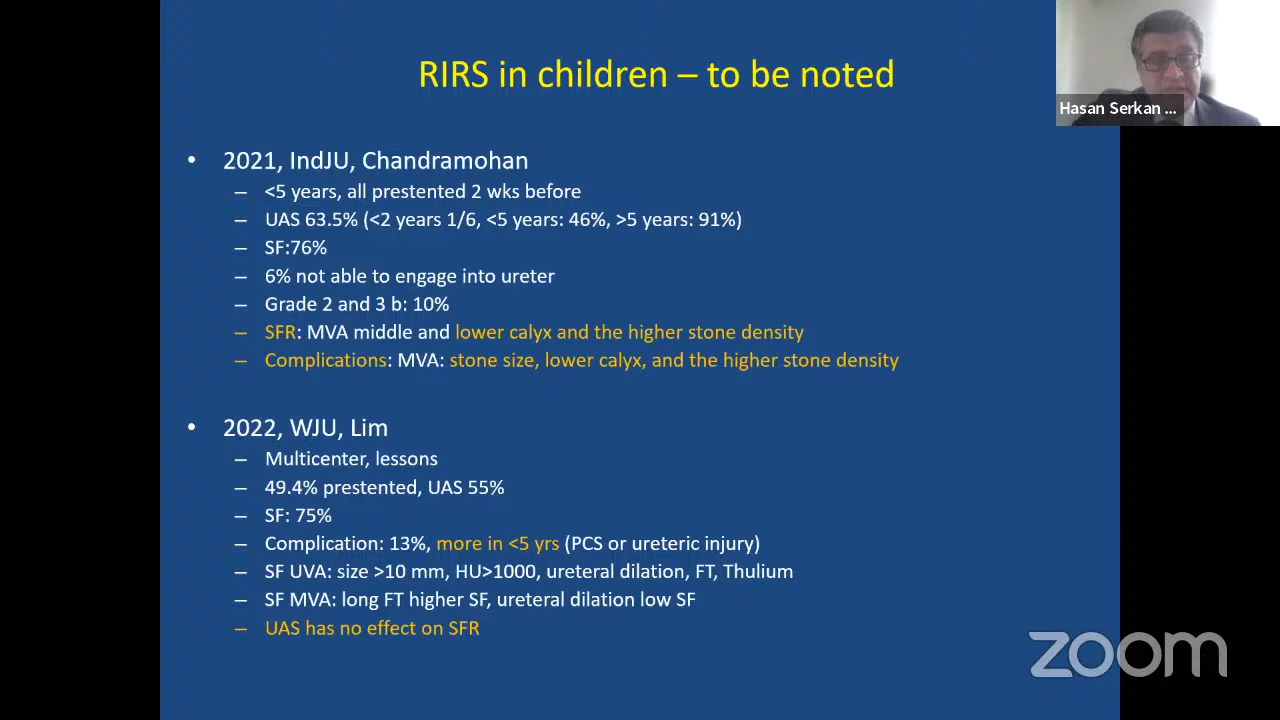 RIRS in children – to be noted
Hasan Serkan ...
• 2021, IndJU, Chandramohan
– <5 years, all prestented 2 wks before
– UAS 63.5% (<2 years 1/6, <5 years: 46%, >5 years: 91%)
– SF:76%
– 6% not able to engage into ureter
– Grade 2 and 3 b: 10%
– SFR: MVA middle and lower calyx and the higher stone density
– Complications: MVA: stone size, lower calyx, and the higher stone density
• 2022, WJU, Lim
– Multicenter, lessons
– 49.4% prestented, UAS 55%
– SF: 75%
– Complication: 13%, more in <5 yrs (PCS or ureteric injury)
– SF UVA: size >10 mm, HU>1000, ureteral dilation, FT, Thulium
– SF MVA: long FT higher SF, ureteral dilation low SF
– UAS has no effect on SFR
zoom